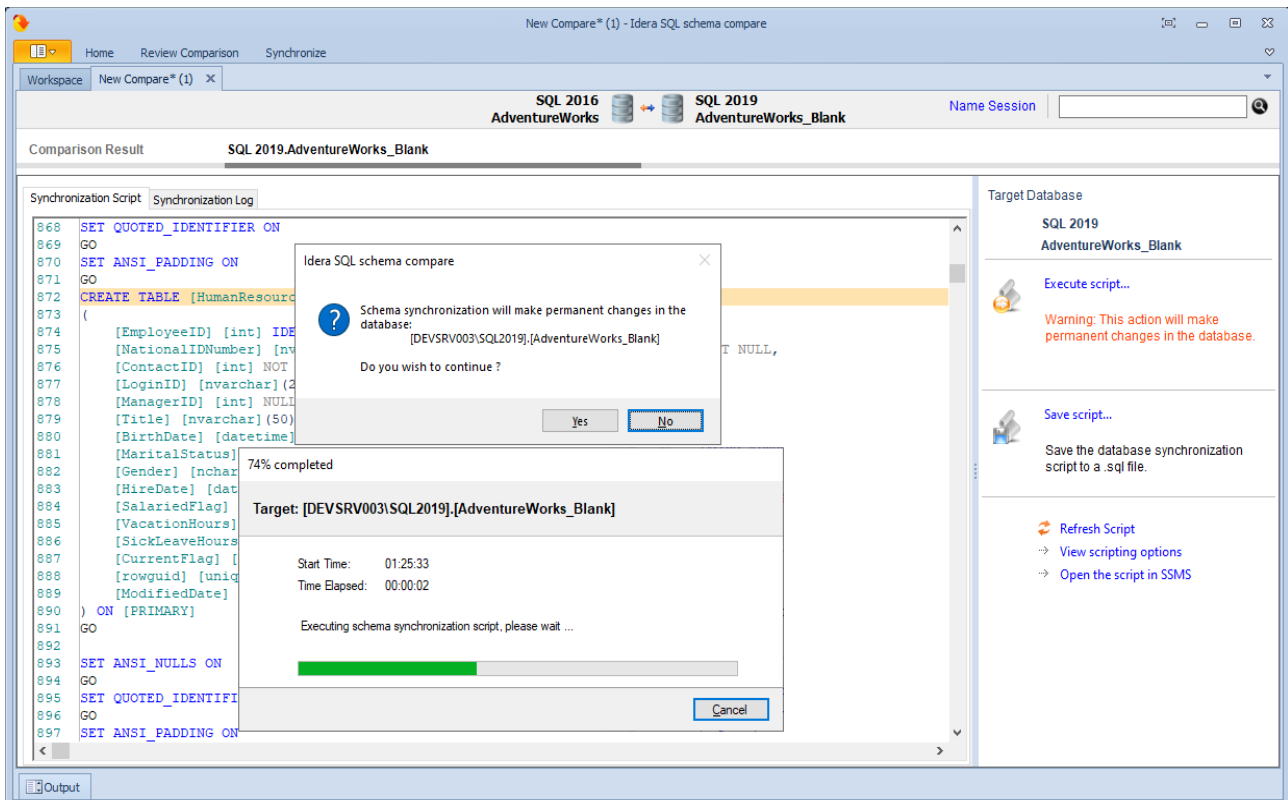 New Compare* (1) - Idera SQL schema compare
Home Review Comparison Synchronize
Workspace New Compare* (1)
SQL 2016
AdventureWorks
SQL 2019
AdventureWorks_Blank
Name Session
Comparison Result SQL 2019.AdventureWorks_Blank
Synchronization Script Synchronization Log
868 SET QUOTED_IDENTIFIER ON
869 GO
870 SET ANSI_PADDING ON
871 GO
872 CREATE TABLE [HumanResourc
873 (
874 [EmployeeID] [int] IDE
875 [NationalIDNumber] [nv T NULL,
876 [ContactID] [int] NOT
877 [LoginID] [nvarchar](2
878 [ManagerID] [int] NULL
879 [Title] [nvarchar](50)
880 [BirthDate] [datetime]
881 [MaritalStatus]
882 [Gender] [nchar
883 [HireDate] [dat
884 [SalariedFlag]
885 [VacationHours]
886 [SickLeaveHours
887 [CurrentFlag] [
888 [rowguid] [uniq
889 [ModifiedDate]
890 ) ON [PRIMARY]
891 GO
892
893 SET ANSI_NULLS ON
894 GO
895 SET QUOTED_IDENTIFI
896 GO
897 SET ANSI_PADDING ON
Idera SQL schema compare
Schema synchronization will make permanent changes in the
database:
[DEVSRV003\SQL2019].[AdventureWorks_Blank]
Do you wish to continue ?
Yes No
74% completed
Target: [DEVSRV003\SQL2019].[AdventureWorks_Blank]
Start Time: 01:25:33
Time Elapsed: 00:00:02
Executing schema synchronization script, please wait ...
Cancel
Target Database
SQL 2019
AdventureWorks_Blank
Execute script...
Warning: This action will make
permanent changes in the database.
Save script...
Save the database synchronization
script to a .sql file.
Refresh Script
View scripting options
Open the script in SSMS
Output